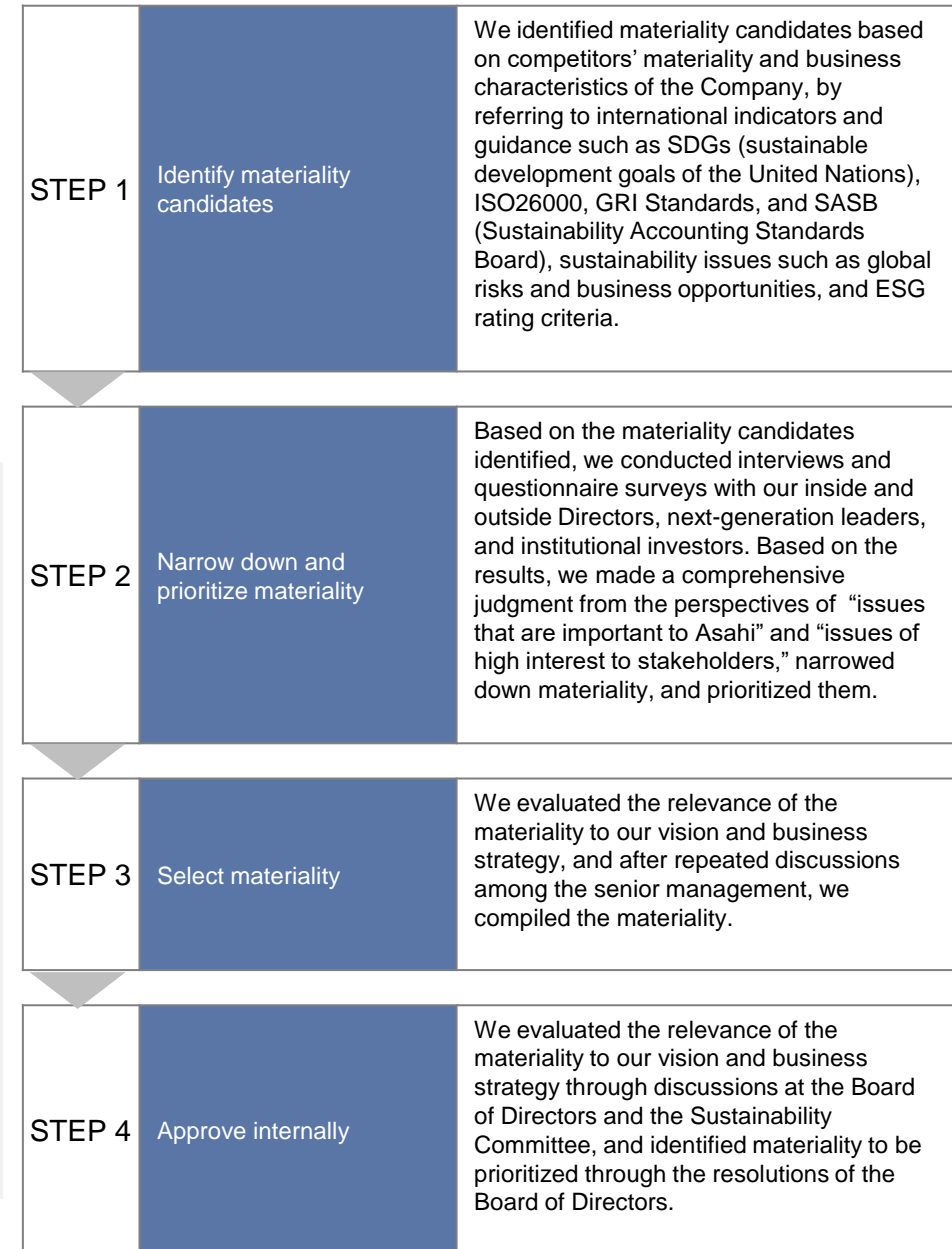 STEP 1
Identify materiality
candidates
We identified materiality candidates based
on competitors’ materiality and business
characteristics of the Company, by
referring to international indicators and
guidance such as SDGs (sustainable
development goals of the United Nations),
ISO26000, GRI Standards, and SASB
(Sustainability Accounting Standards
Board), sustainability issues such as global
risks and business opportunities, and ESG
rating criteria.
STEP 2
Narrow down and
prioritize materiality
Based on the materiality candidates
identified, we conducted interviews and
questionnaire surveys with our inside and
outside Directors, next-generation leaders,
and institutional investors. Based on the
results, we made a comprehensive
judgment from the perspectives of “issues
that are important to Asahi” and “issues of
high interest to stakeholders,” narrowed
down materiality, and prioritized them.
STEP 3
Select materiality
We evaluated the relevance of the
materiality to our vision and business
strategy, and after repeated discussions
among the senior management, we
compiled the materiality.
STEP 4
Approve internally
We evaluated the relevance of the
materiality to our vision and business
strategy through discussions at the Board
of Directors and the Sustainability
Committee, and identified materiality to be
prioritized through the resolutions of the
Board of Directors.